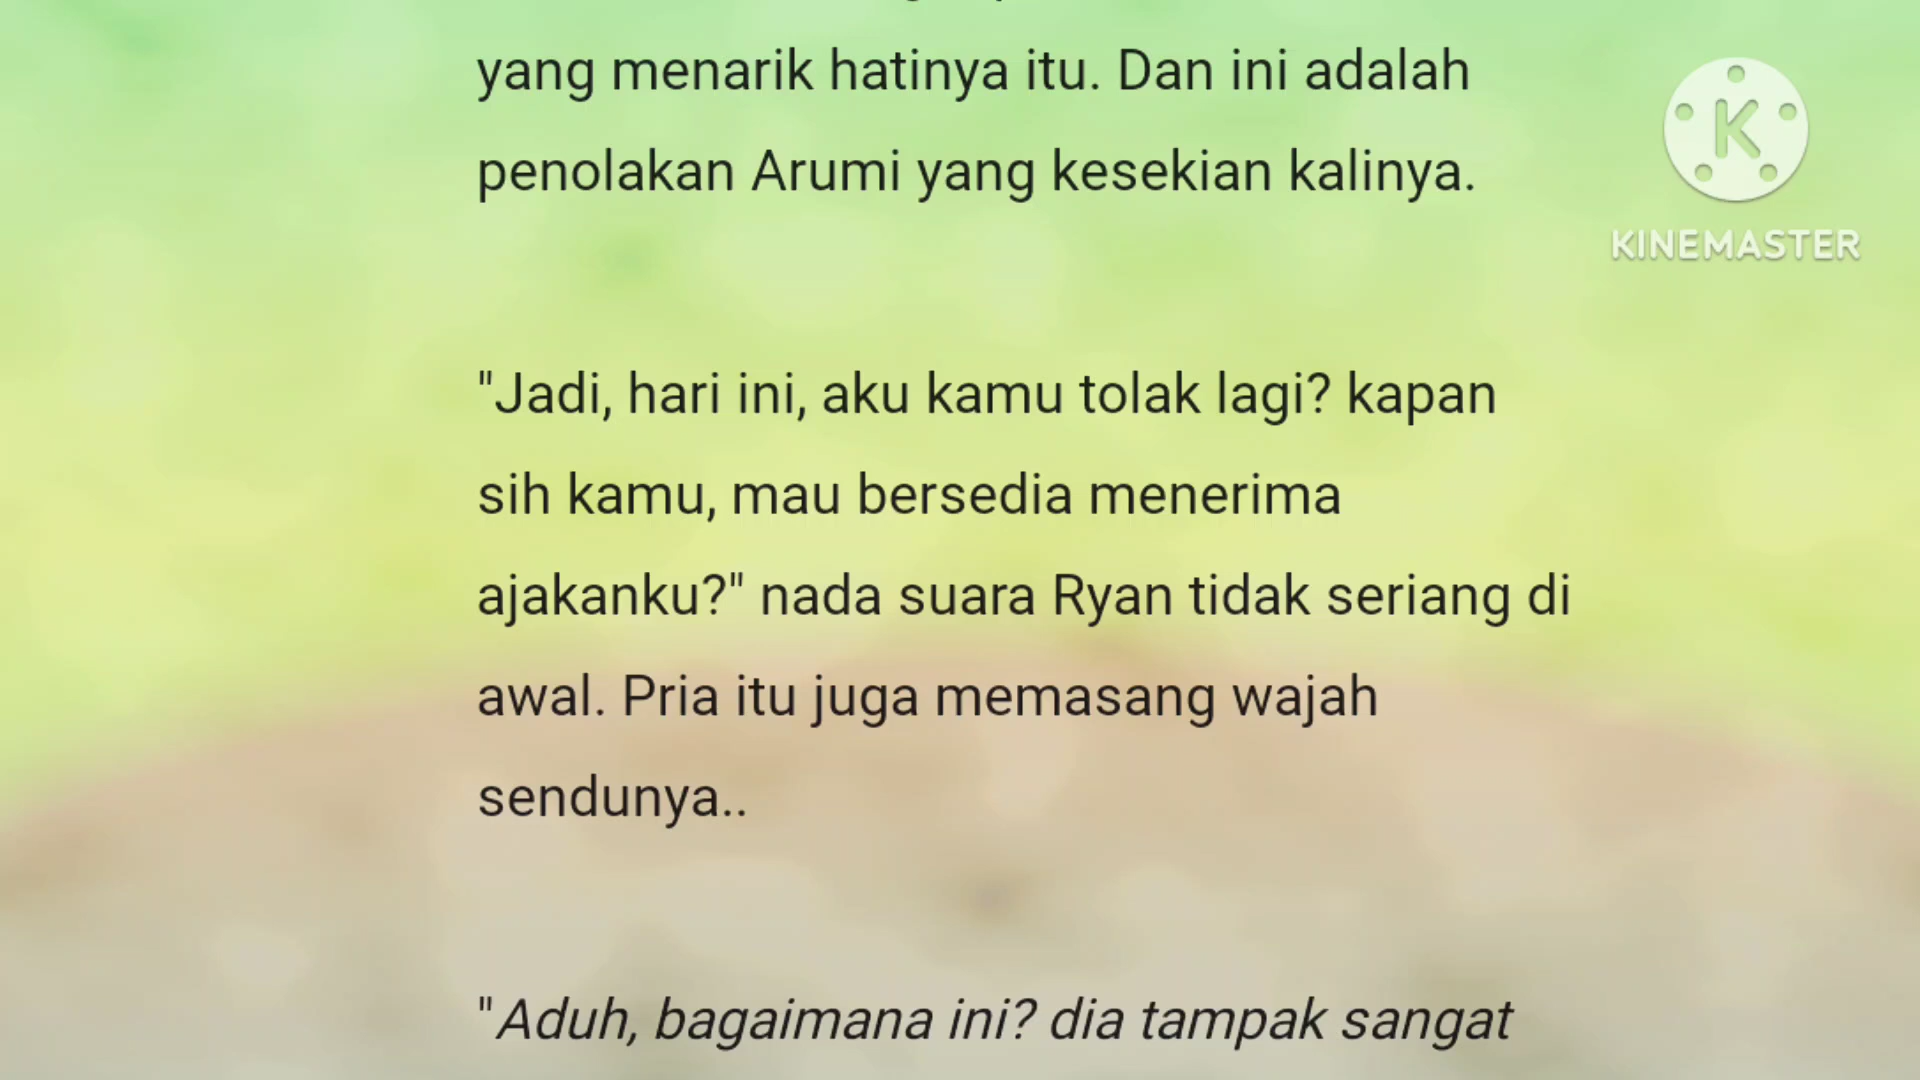 yang menarik hatinya itu. Dan ini adalah
penolakan Arumi yang kesekian kalinya.
"Jadi, hari ini, aku kamu tolak lagi? kapan
sih kamu, mau bersedia menerima
ajakanku?" nada suara Ryan tidak seriang di
awal. Pria itu juga memasang wajah
sendunya..
"Aduh, bagaimana ini? dia tampak sangat
K
KINEMASTER